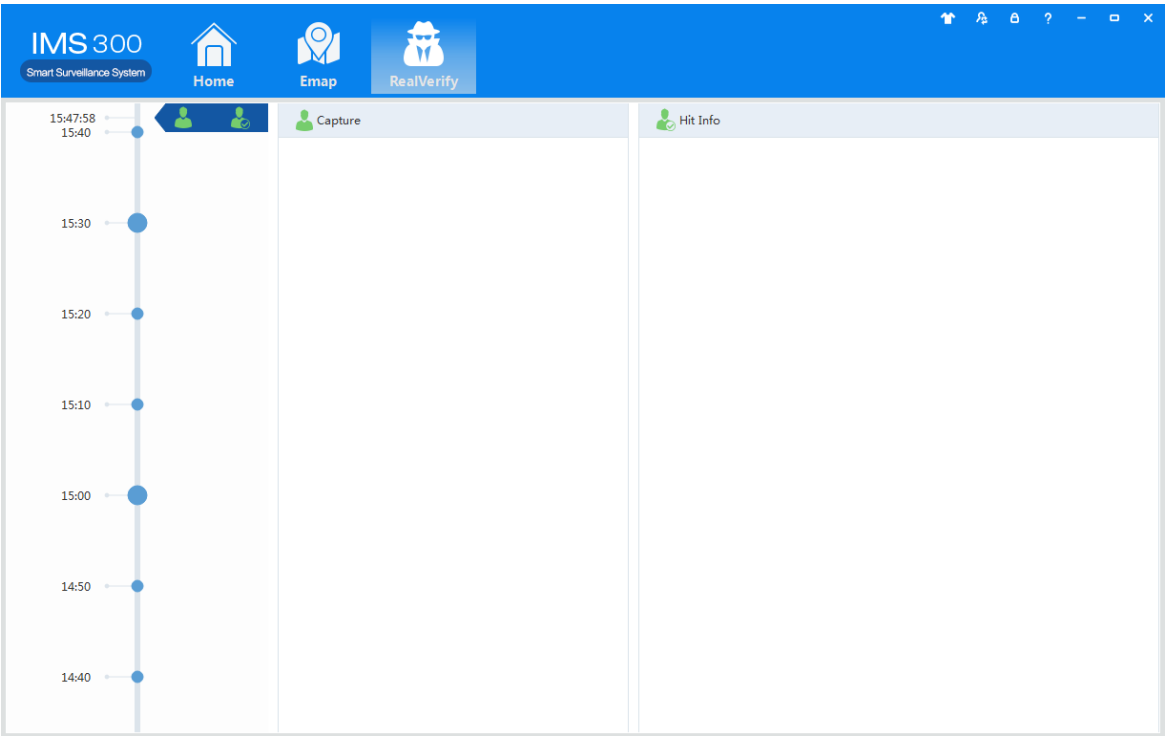 IMS 300
Smart Surveillance System
Home
Emap
RealVerify
?
15:47:58
15:40
15:30
15:20
15:10
15:00
14:50
14:40
Capture
Hit Info